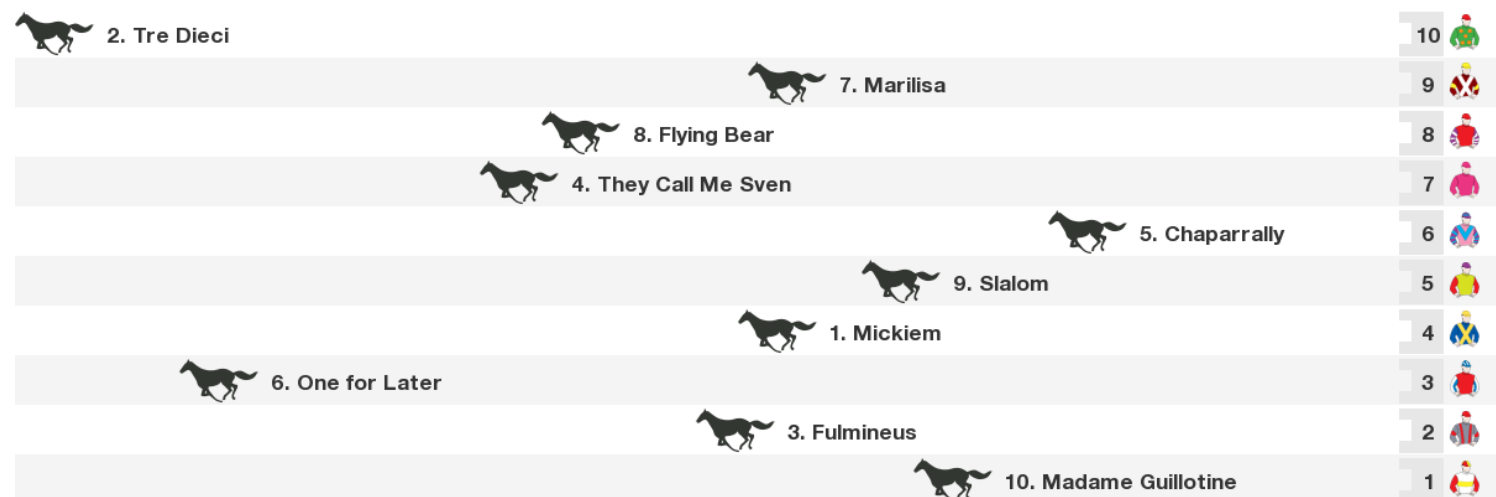 2. Tre Dieci 10
7. Marilisa 9
8. Flying Bear 8
4. They Call Me Sven 7
5. Chaparrally 6
9. Slalom 5
1. Mickiem 4
6. One for Later 3
3. Fulmineus 2
10. Madame Guillotine 1